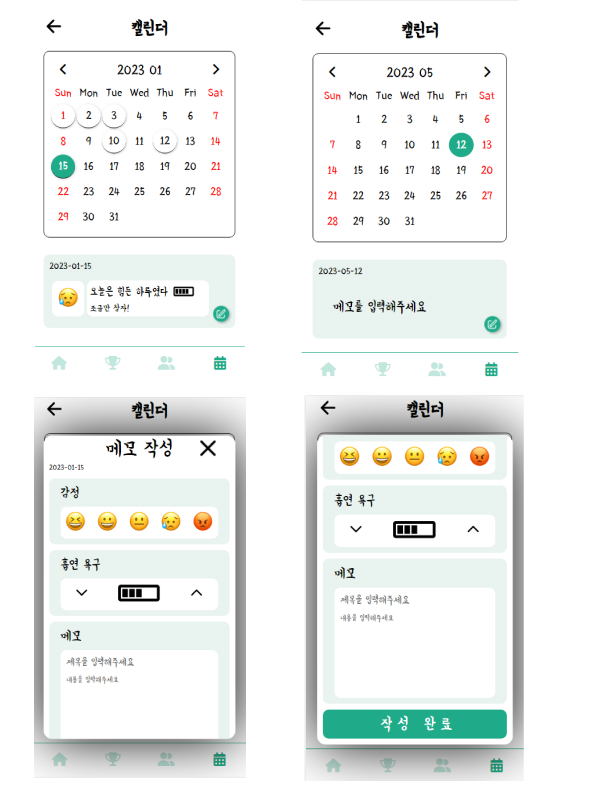 캘린더
2023 01
Sun Mon Tue Wed Thu Fri Sat
1 2 3 4 5 6 7
8 9 10 11 12 13 14
15 16 17 18 19 20 21
22 23 24 25 26 27 28
29 30 31
2023-01-15
오늘은 힘든 하루였다
조금만 참자!
캘린더
2023 05
Sun Mon Tue Wed Thu Fri Sat
1 2 3 4 5 6
7 8 9 10 11 12 13
14 15 16 17 18 19 20
21 22 23 24 25 26 27
28 29 30 31
2023-05-12
메모를 입력해주세요
캘린더
메모 작성
2023-01-15
감정
흡연 욕구
메모
제목을 입력해주세요
내용을 입력해주세요
캘린더
흡연 욕구
메모
제목을 입력해주세요
내용을 입력해주세요
작성 완료